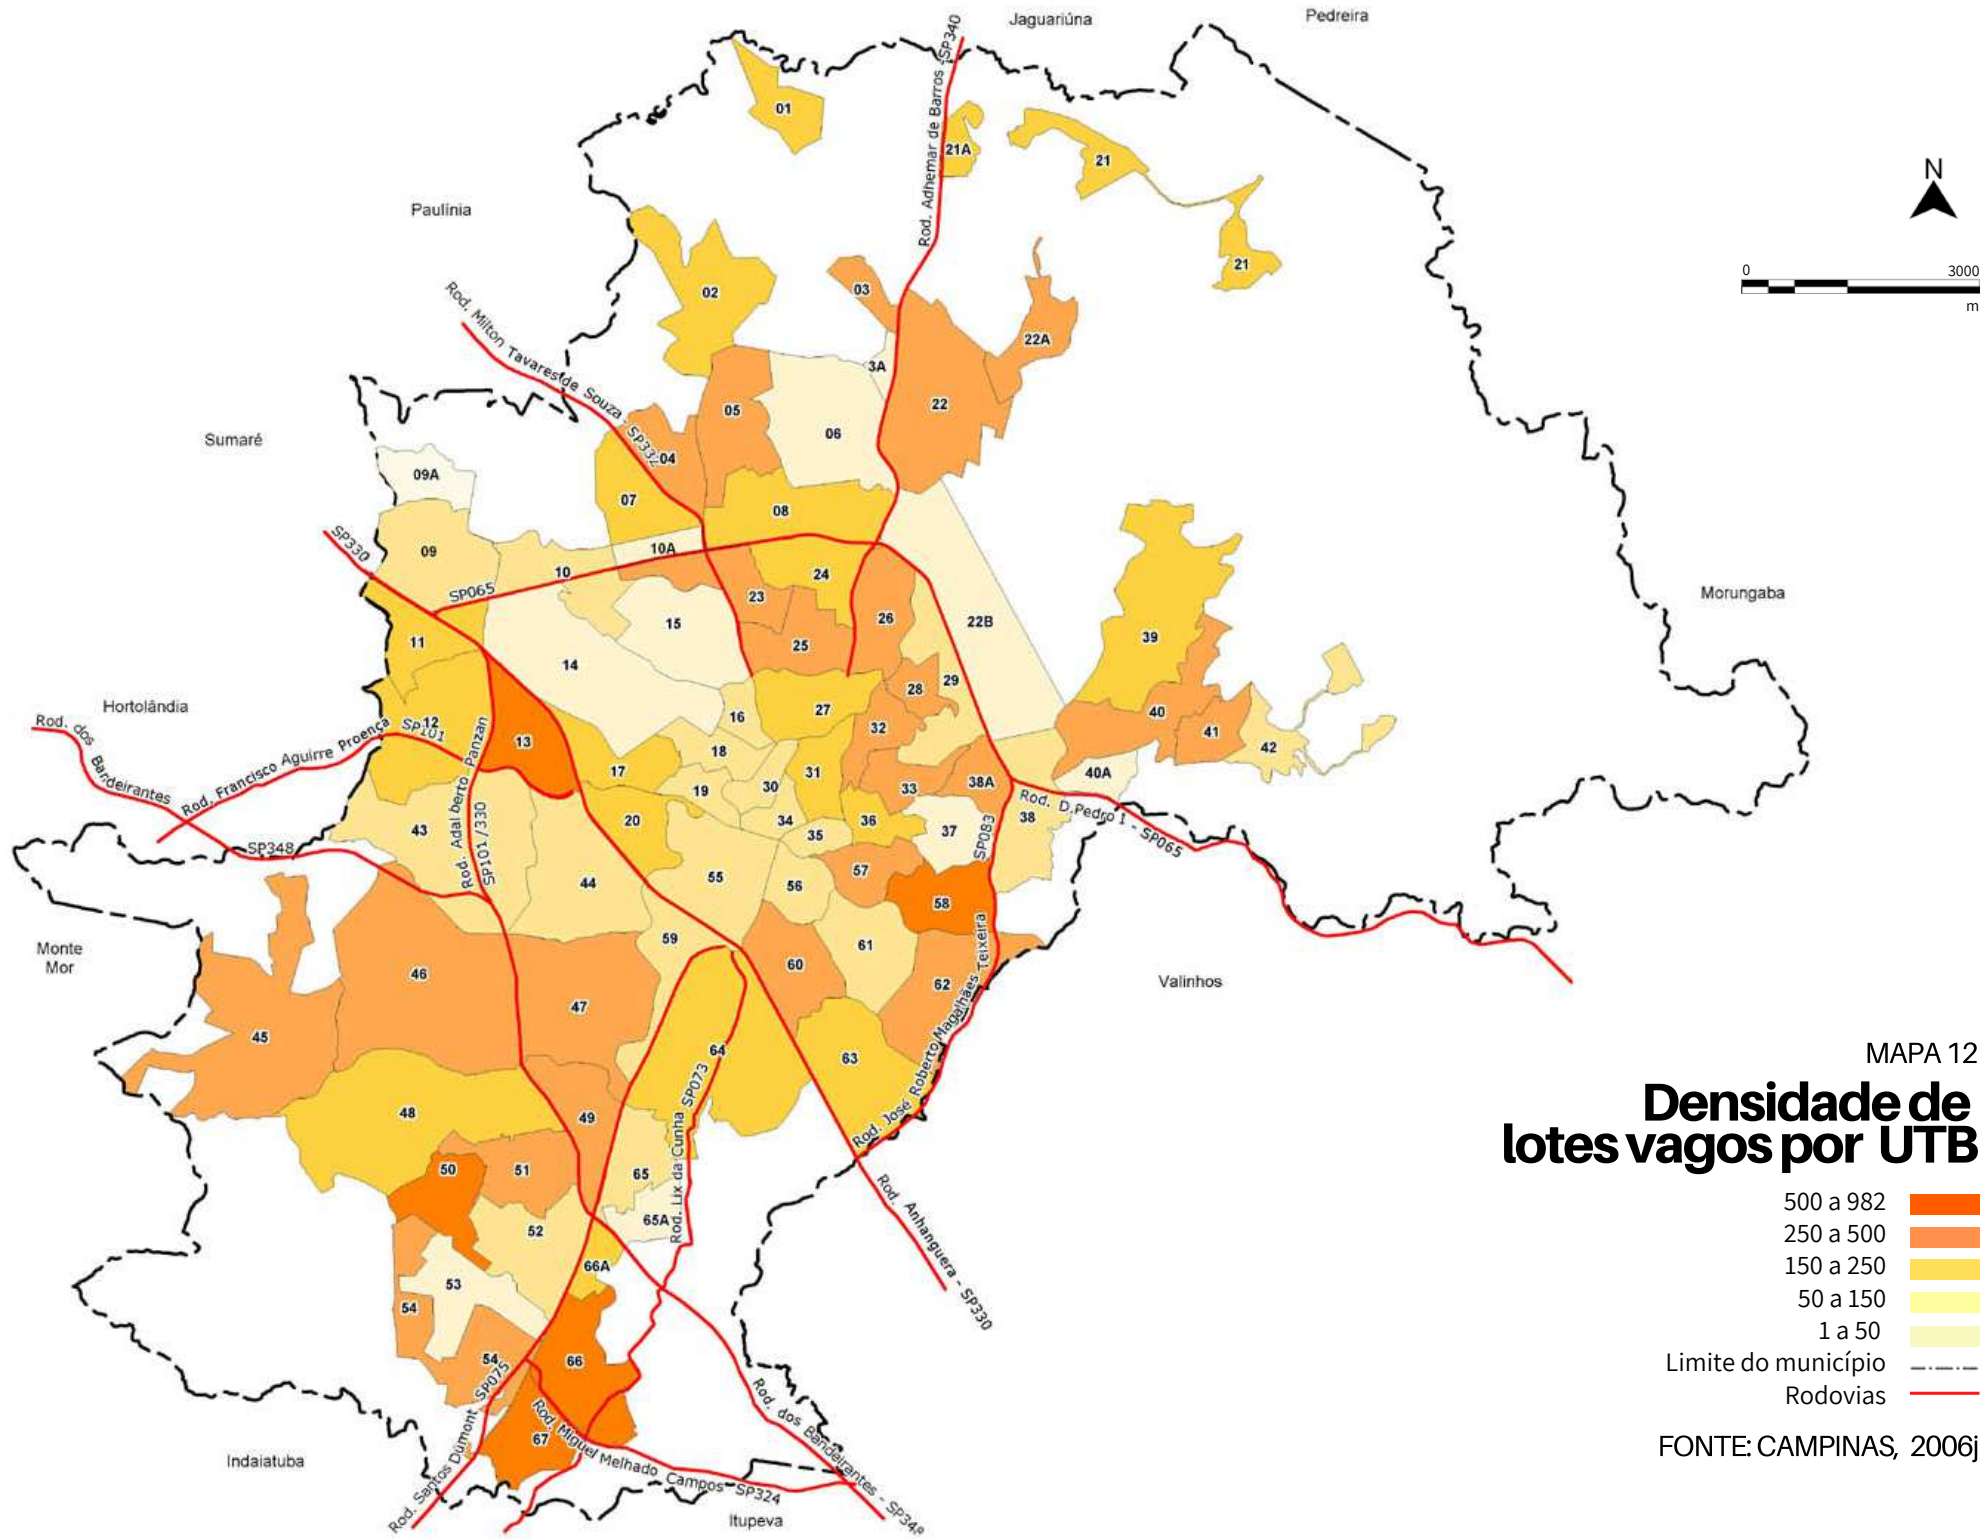 Jaguariúna
Pedreira
Rod. Adhemar de Barros - SP340
01
21A
21
N
Paulínia
21
0
3000
m
02
03
Rod. Milton Tavares de Souza - SP332
22A
3A
05
22
06
Sumaré
04
09A
07
08
SP330
09
10A
10
24
SP065
23
Morungaba
15
26
22B
11
25
39
14
29
28
Hortolândia
27
40
16
Rod. dos Bandeirantes
12
SP101
32
41
13
42
18
Rod. Francisco Aguirre Proença
17
31
40A
38A
30
33
19
Rod. Adalberto Panzan
SP101/330
Rod. D.Pedro I - SP065
20
34
36
38
43
35
37
SP083
SP348
57
55
44
56
58
Monte
Mor
59
61
60
46
Valinhos
62
47
45
64
63
MAPA 12
Rod. José Roberto Magalhães Teixeira
Densidade de
lotes vagos por UTB
48
49
Rod. Lix da Cunha SP073
50
51
65
500 a 982
65A
52
250 a 500
66A
150 a 250
53
50 a 150
54
Rod. Anhanguera - SP330
1 a 50
54
66
Limite do município
Rodovias
67
Rod. Santos Dumont SP075
Rod. Miguel Melhado Campos SP324
Rod. dos Bandeirantes - SP348
FONTE: CAMPINAS, 2006j
Indaiatuba
Itupeva